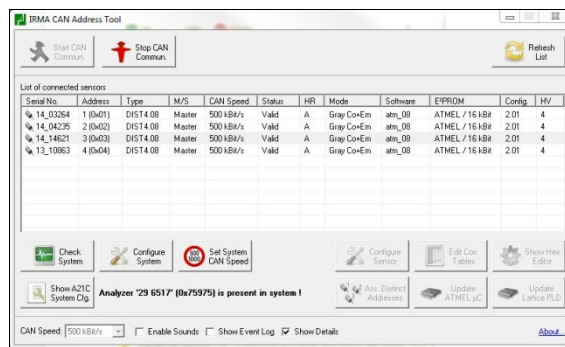 IRMA CAN Address Tool
Start CAN Commun.
Stop CAN Commun.
Refresh List
List of connected sensors
Serial No. Address Type M/S CAN Speed Status HR Mode Software E²PROM Config. HV
14_03264 1 (0x01) DIST4.08 Master 500 kBit/s Valid A Gray Co+Em atm_08 ATMEL / 16 kBit 2.01 4
14_04235 2 (0x02) DIST4.08 Master 500 kBit/s Valid A Gray Co+Em atm_08 ATMEL / 16 kBit 2.01 4
14_14621 3 (0x03) DIST4.08 Master 500 kBit/s Valid A Gray Co+Em atm_08 ATMEL / 16 kBit 2.01 4
13_10863 4 (0x04) DIST4.08 Master 500 kBit/s Valid A Gray Co+Em atm_08 ATMEL / 16 kBit 2.01 4
Check System
Configure System
500 1000
Set System CAN Speed
Configure Sensor
Edit Con. Tables
Show Hex Editor
Show A21C System Cfg.
Analyzer '29 6517' (0x75975) is present in system !
Ass. Distinct Addresses
Update ATMEL µC
Update Lattice PLD
CAN Speed: 500 kBit/s Enable Sounds Show Event Log Show Details About...